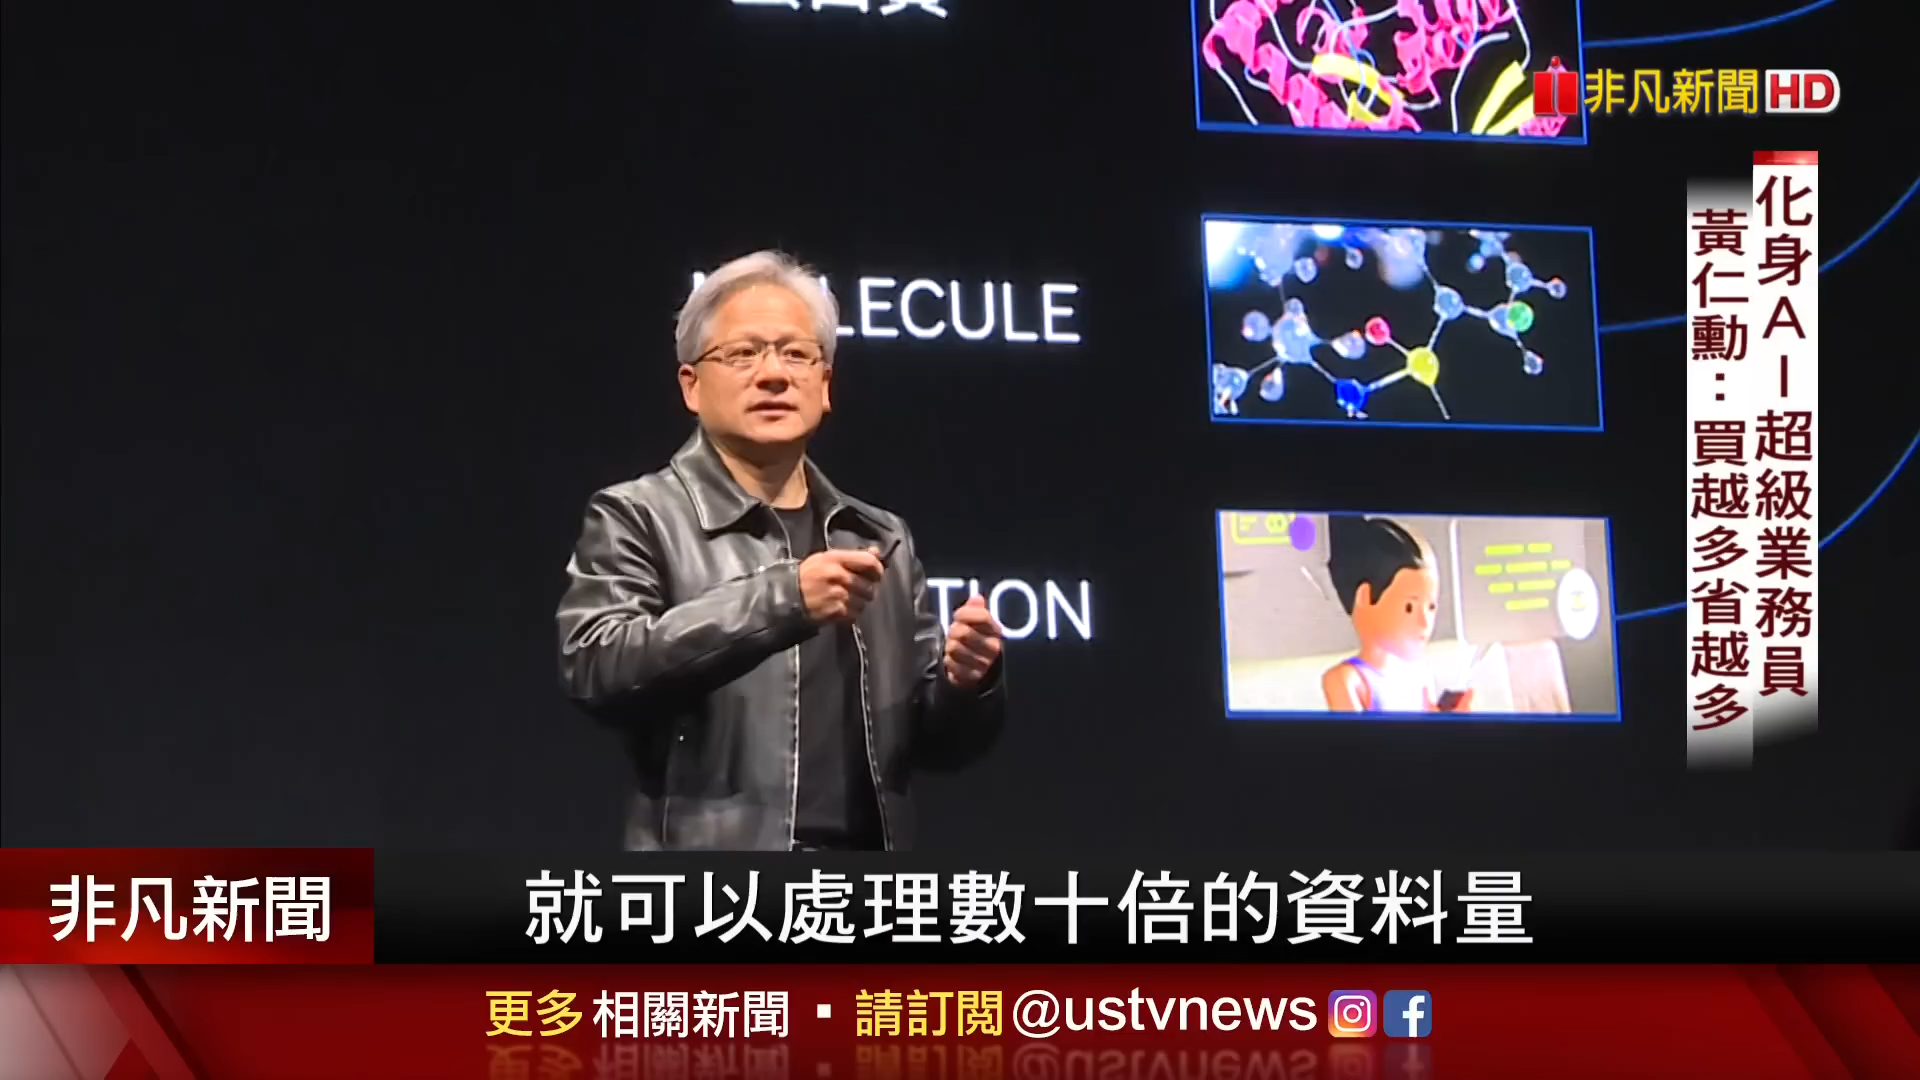 非凡新聞HD
化身AI超級業務員
黃仁勳：買越多省越多
非凡新聞
就可以處理數十倍的資料量
更多相關新聞▪請訂閱@ustvnews